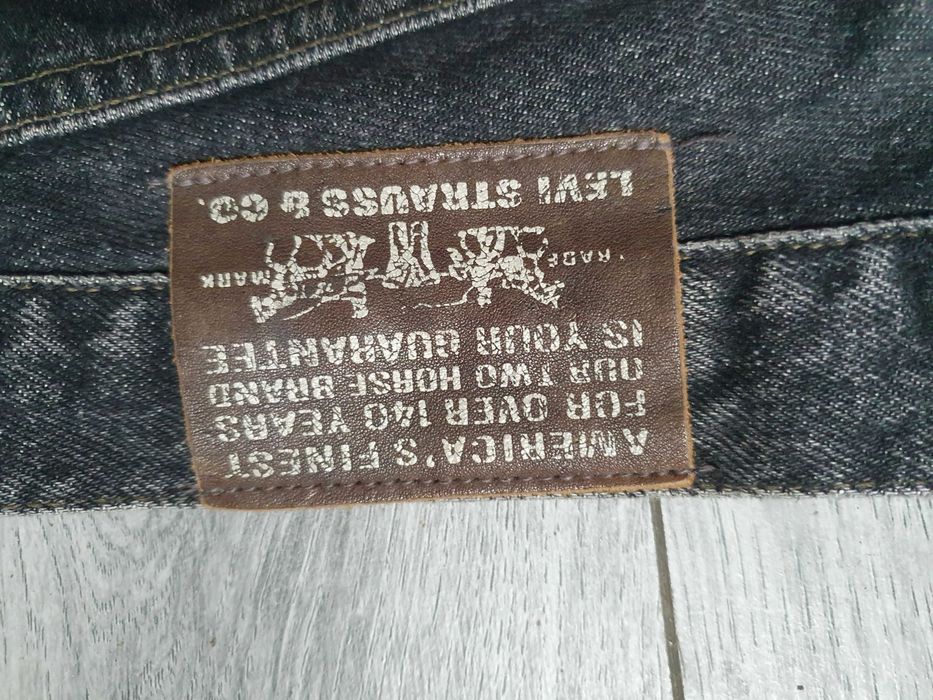 AMERICA'S FINEST
FOR OVER 140 YEARS
OUR TWO HORSE BRAND
IS YOUR GUARANTEE
TRADE MARK
LEVI STRAUSS & CO.